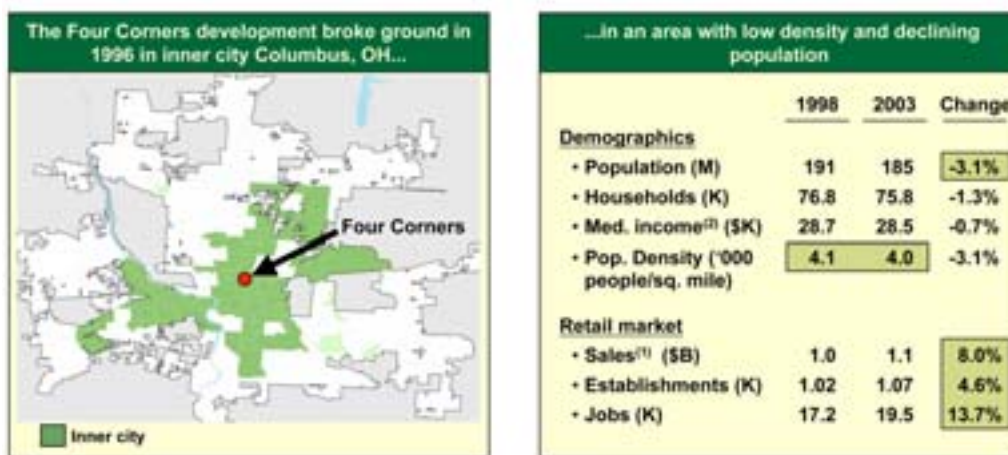 The Four Corners development broke ground in
1996 in inner city Columbus, OH...
Four Corners
Inner city
...in an area with low density and declining
population
1998 2003 Change
Demographics
• Population (M) 191 185 -3.1%
• Households (K) 76.8 75.8 -1.3%
• Med. income(2) ($K) 28.7 28.5 -0.7%
• Pop. Density ('000 4.1 4.0 -3.1%
people/sq. mile)
Retail market
• Sales(1) ($B) 1.0 1.1 8.0%
• Establishments (K) 1.02 1.07 4.6%
• Jobs (K) 17.2 19.5 13.7%